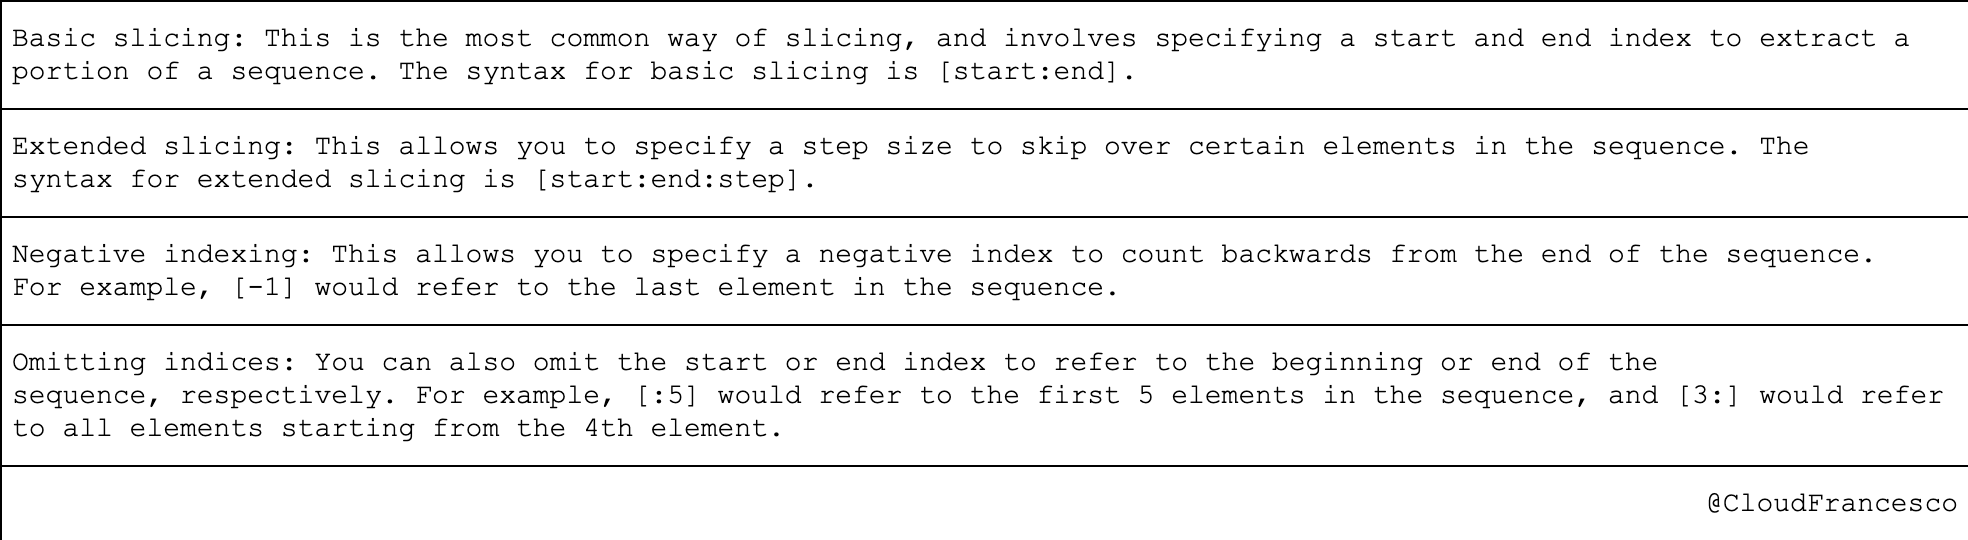 Basic slicing: This is the most common way of slicing, and involves specifying a start and end index to extract a
portion of a sequence. The syntax for basic slicing is [start:end].
Extended slicing: This allows you to specify a step size to skip over certain elements in the sequence. The
syntax for extended slicing is [start:end:step].
Negative indexing: This allows you to specify a negative index to count backwards from the end of the sequence.
For example, [-1] would refer to the last element in the sequence.
Omitting indices: You can also omit the start or end index to refer to the beginning or end of the
sequence, respectively. For example, [:5] would refer to the first 5 elements in the sequence, and [3:] would refer
to all elements starting from the 4th element.
@CloudFrancesco